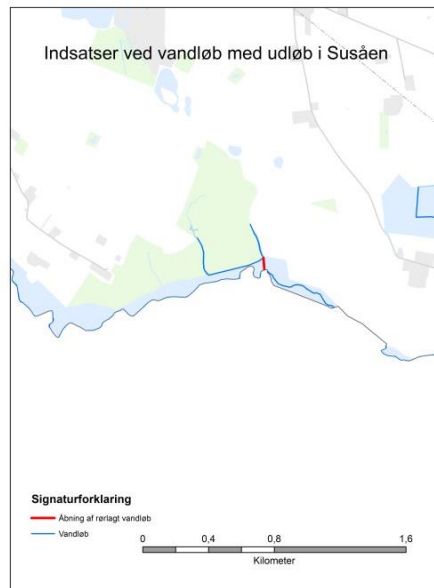 Indsatser ved vandløb med udløb i Susåen
Signaturforklaring
Åbning af rørlagt vandløb
Vandløb
0 0,4 0,8 1,6
Kilometer